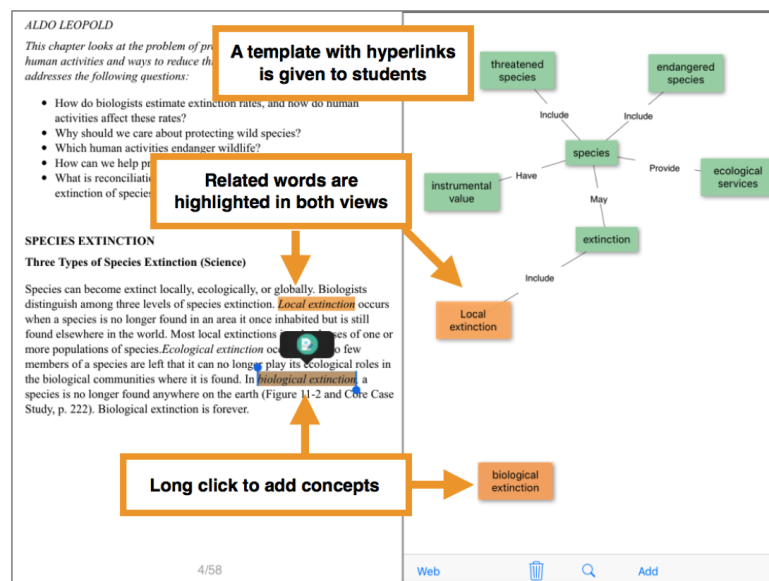 ALDO LEOPOLD
This chapter looks at the problem of pr
human activities and ways to reduce th
addresses the following questions:
• How do biologists estimate extinction rates, and how do human
activities affect these rates?
• Why should we care about protecting wild species?
• Which human activities endanger wildlife?
• How can we help pr
• What is reconciliati
extinction of species
SPECIES EXTINCTION
Three Types of Species Extinction (Science)
Species can become extinct locally, ecologically, or globally. Biologists
distinguish among three levels of species extinction. Local extinction occurs
when a species is no longer found in an area it once inhabited but is still
found elsewhere in the world. Most local extinctions ses of one or
more populations of species.Ecological extinction occ o few
members of a species are left that it can no longer play its ecological roles in
the biological communities where it is found. In biological extinction, a
species is no longer found anywhere on the earth (Figure 11-2 and Core Case
Study, p. 222). Biological extinction is forever.
4/58
A template with hyperlinks
is given to students
Related words are
highlighted in both views
Long click to add concepts
threatened
species
endangered
species
Include
Include
species
Have
Provide
instrumental
value
ecological
services
May
extinction
Include
Local
extinction
biological
extinction
Web
Add